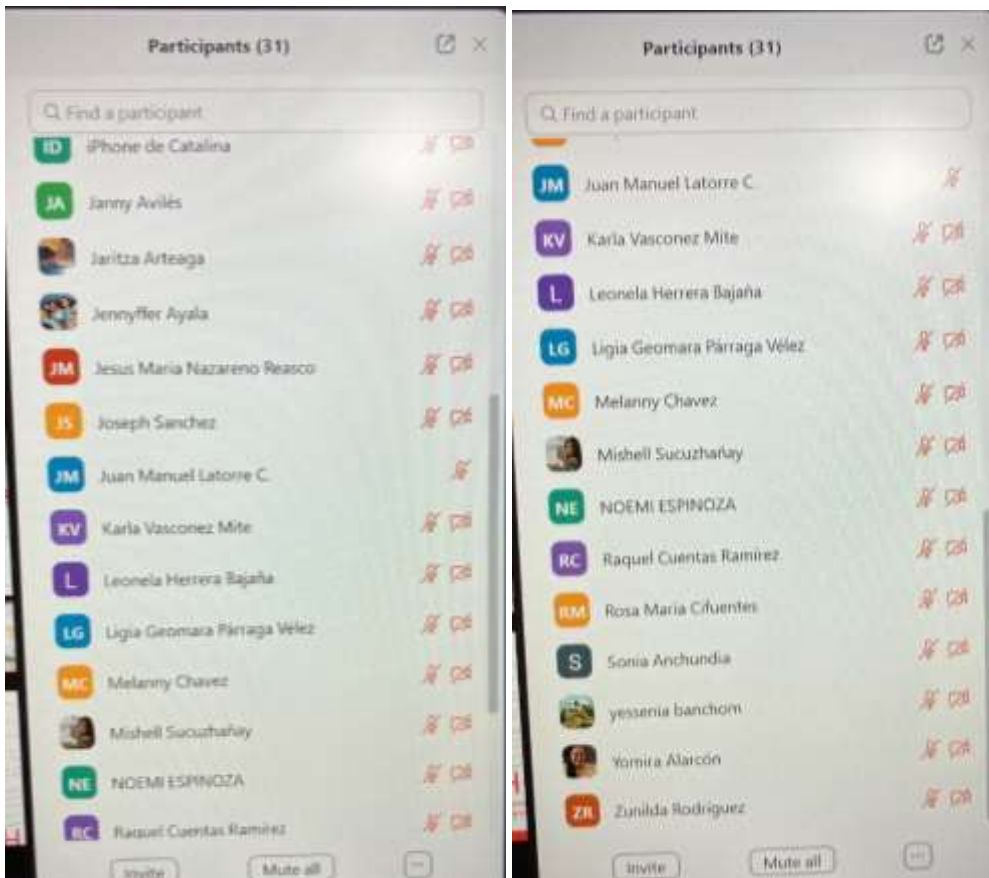 Participants (31)
Find a participant
ID iPhone de Catalina
JA Janny Avilés
Jaritza Arteaga
Jennyffer Ayala
JM Jesus Maria Nazareno Reasco
JS Joseph Sanchez
JM Juan Manuel Latorre C.
KV Karla Vasconez Mite
L Leonela Herrera Bajaña
LG Ligia Geomara Párraga Vélez
MC Melanny Chavez
Mishell Sucuzhañay
NE NOEMI ESPINOZA
RC Raquel Cuentas Ramírez
Invite Mute all
Participants (31)
Find a participant
JM Juan Manuel Latorre C.
KV Karla Vasconez Mite
L Leonela Herrera Bajaña
LG Ligia Geomara Párraga Vélez
MC Melanny Chavez
Mishell Sucuzhañay
NE NOEMI ESPINOZA
RC Raquel Cuentas Ramírez
RM Rosa Maria Cifuentes
S Sonia Anchundia
yessenia banchom
Yomira Alarcón
ZR Zunilda Rodriguez
Invite Mute all